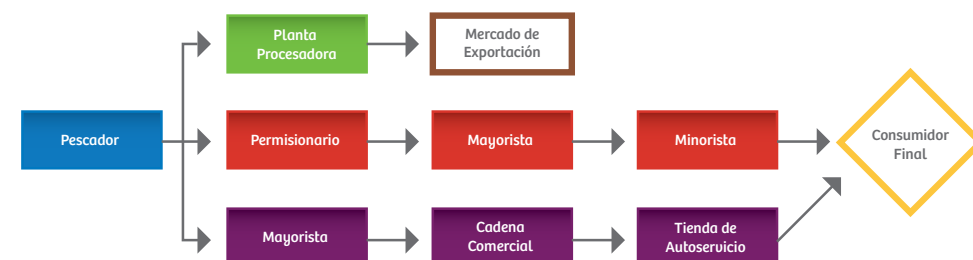 Planta
Procesadora
Mercado de
Exportación
Pescador
Permisionario
Mayorista
Minorista
Consumidor
Final
Mayorista
Cadena
Comercial
Tienda de
Autoservicio